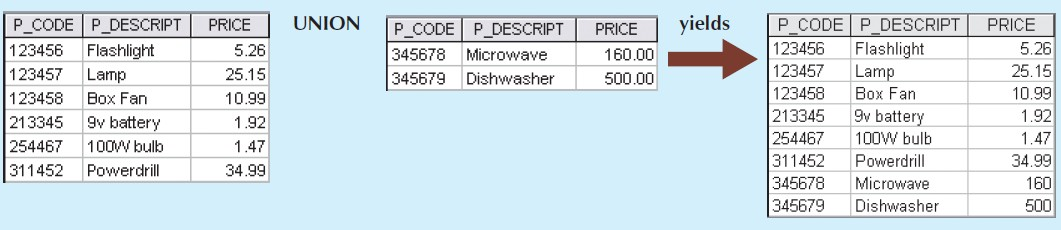 P_CODE P_DESCRIPT PRICE
123456 Flashlight 5.26
123457 Lamp 25.15
123458 Box Fan 10.99
213345 9v battery 1.92
254467 100W bulb 1.47
311452 Powerdrill 34.99
UNION
P_CODE P_DESCRIPT PRICE
345678 Microwave 160.00
345679 Dishwasher 500.00
yields
P_CODE P_DESCRIPT PRICE
123456 Flashlight 5.26
123457 Lamp 25.15
123458 Box Fan 10.99
213345 9v battery 1.92
254467 100W bulb 1.47
311452 Powerdrill 34.99
345678 Microwave 160
345679 Dishwasher 500